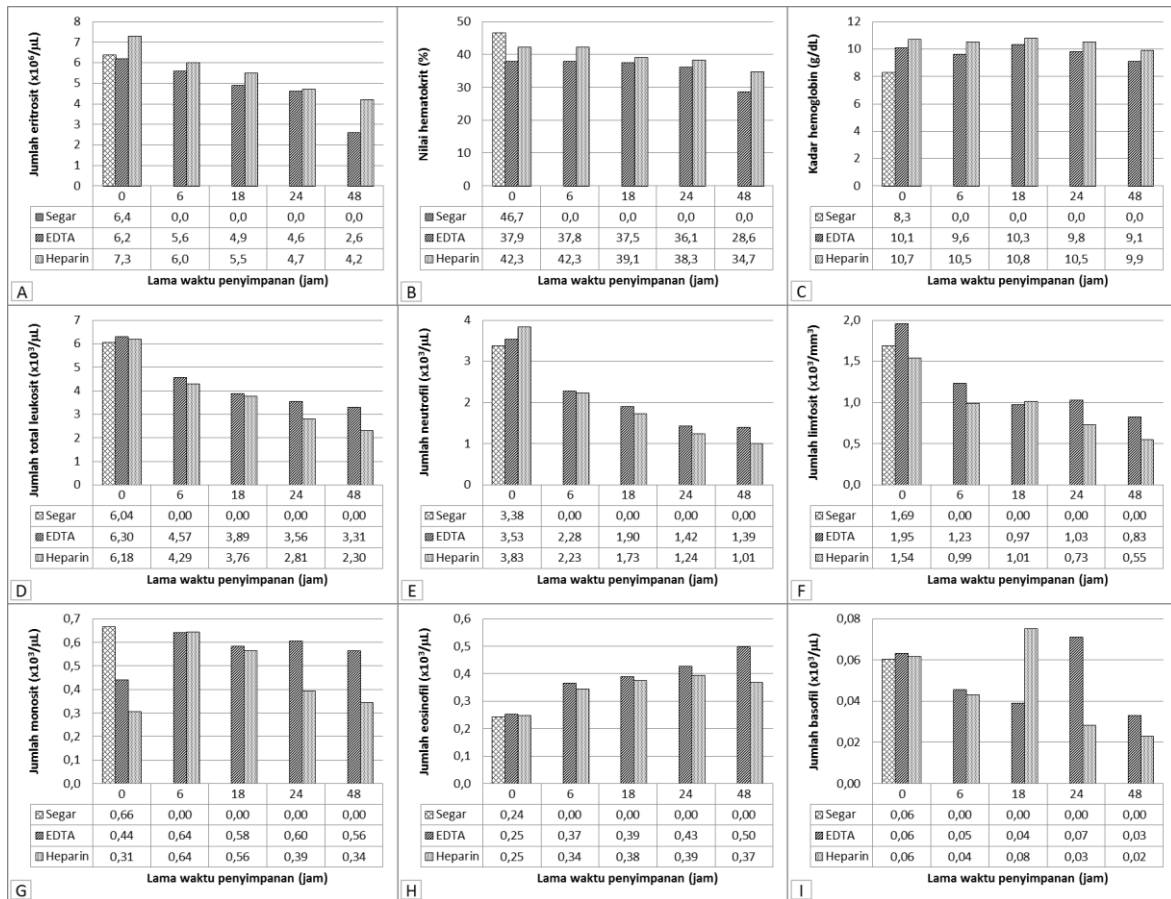 Jumlah eritrosit (x10⁶/µL)
8
7
6
5
4
3
2
1
0
0 6 18 24 48
Segar 6,4 0,0 0,0 0,0 0,0
EDTA 6,2 5,6 4,9 4,6 2,6
Heparin 7,3 6,0 5,5 4,7 4,2
Lama waktu penyimpanan (jam)
A
Nilai hematokrit (%)
50
40
30
20
10
0
0 6 18 24 48
Segar 46,7 0,0 0,0 0,0 0,0
EDTA 37,9 37,8 37,5 36,1 28,6
Heparin 42,3 42,3 39,1 38,3 34,7
Lama waktu penyimpanan (jam)
B
Kadar hemoglobin (g/dL)
12
10
8
6
4
2
0
0 6 18 24 48
Segar 8,3 0,0 0,0 0,0 0,0
EDTA 10,1 9,6 10,3 9,8 9,1
Heparin 10,7 10,5 10,8 10,5 9,9
Lama waktu penyimpanan (jam)
C
Jumlah total leukosit (x10³/µL)
7
6
5
4
3
2
1
0
0 6 18 24 48
Segar 6,04 0,00 0,00 0,00 0,00
EDTA 6,30 4,57 3,89 3,56 3,31
Heparin 6,18 4,29 3,76 2,81 2,30
Lama waktu penyimpanan (jam)
D
Jumlah neutrofil (x10³/µL)
4
3
2
1
0
0 6 18 24 48
Segar 3,38 0,00 0,00 0,00 0,00
EDTA 3,53 2,28 1,90 1,42 1,39
Heparin 3,83 2,23 1,73 1,24 1,01
Lama waktu penyimpanan (jam)
E
Jumlah limfosit (x10³/mm³)
2,0
1,5
1,0
0,5
0,0
0 6 18 24 48
Segar 1,69 0,00 0,00 0,00 0,00
EDTA 1,95 1,23 0,97 1,03 0,83
Heparin 1,54 0,99 1,01 0,73 0,55
Lama waktu penyimpanan (jam)
F
Jumlah monosit (x10³/µL)
0,7
0,6
0,5
0,4
0,3
0,2
0,1
0,0
0 6 18 24 48
Segar 0,66 0,00 0,00 0,00 0,00
EDTA 0,44 0,64 0,58 0,60 0,56
Heparin 0,31 0,64 0,56 0,39 0,34
Lama waktu penyimpanan (jam)
G
Jumlah eosinofil (x10³/µL)
0,6
0,5
0,4
0,3
0,2
0,1
0,0
0 6 18 24 48
Segar 0,24 0,00 0,00 0,00 0,00
EDTA 0,25 0,37 0,39 0,43 0,50
Heparin 0,25 0,34 0,38 0,39 0,37
Lama waktu penyimpanan (jam)
H
Jumlah basofil (x10³/µL)
0,08
0,06
0,04
0,02
0,00
0 6 18 24 48
Segar 0,06 0,00 0,00 0,00 0,00
EDTA 0,06 0,05 0,04 0,07 0,03
Heparin 0,06 0,04 0,08 0,03 0,02
Lama waktu penyimpanan (jam)
I